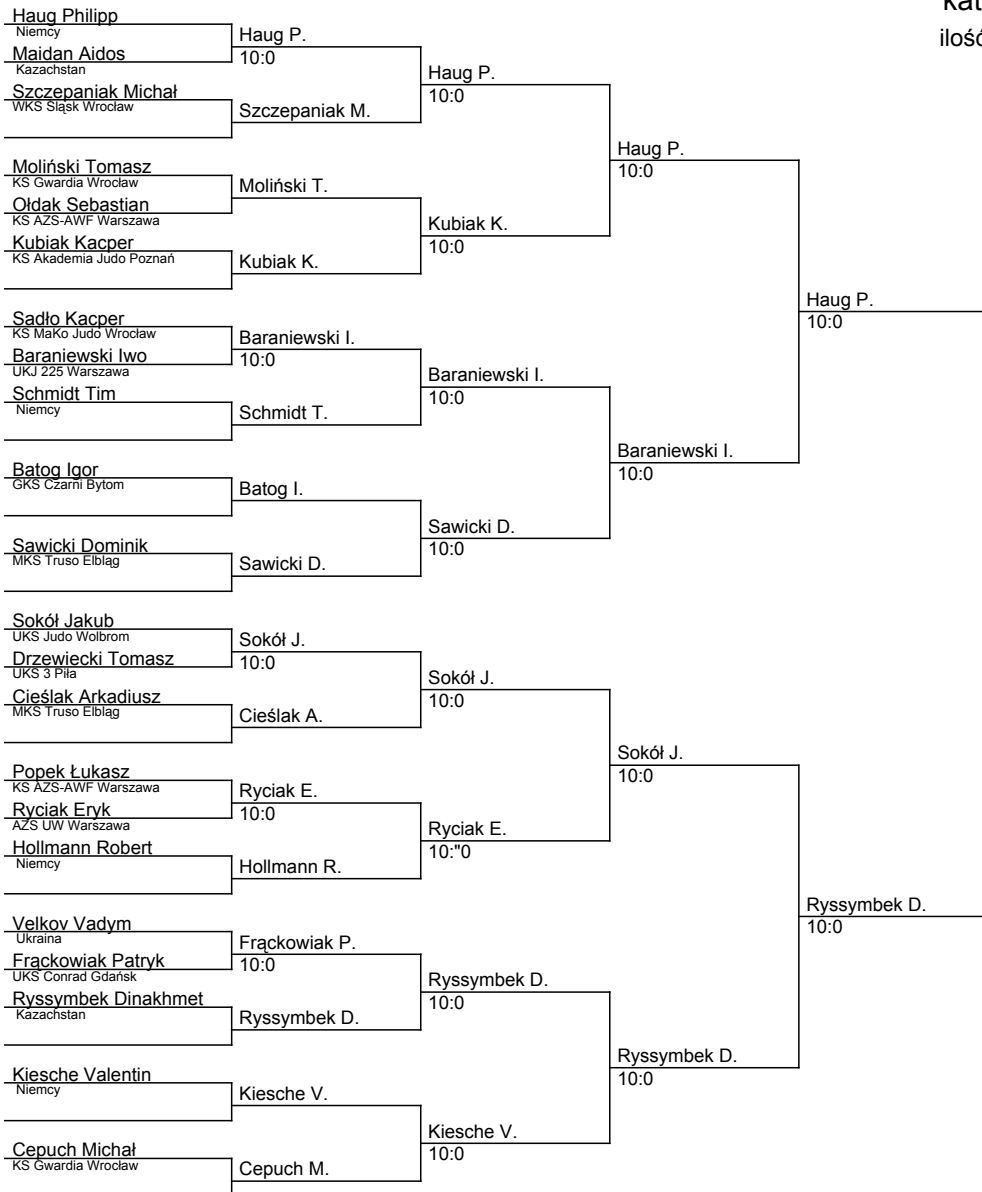 kat
ilość
Haug Philipp
Niemcy
Maidan Aidos
Kazachstan
Szczepaniak Michał
WKS Śląsk Wrocław
Moliński Tomasz
KS Gwardia Wrocław
Ołdak Sebastian
KS AZS-AWF Warszawa
Kubiak Kacper
KS Akademia Judo Poznań
Sadło Kacper
KS MaKo Judo Wrocław
Baraniewski Iwo
UKJ 225 Warszawa
Schmidt Tim
Niemcy
Batog Igor
GKS Czarni Bytom
Sawicki Dominik
MKS Truso Elbląg
Sokół Jakub
UKS Judo Wolbrom
Drzewiecki Tomasz
UKS 3 Piła
Cieślak Arkadiusz
MKS Truso Elbląg
Popek Łukasz
KS AZS-AWF Warszawa
Ryciak Eryk
AZS UW Warszawa
Hollmann Robert
Niemcy
Velkov Vadym
Ukraina
Frąckowiak Patryk
UKS Conrad Gdańsk
Ryssymbek Dinakhmet
Kazachstan
Kiesche Valentin
Niemcy
Cepuch Michał
KS Gwardia Wrocław
Haug P.
10:0
Szczepaniak M.
Moliński T.
Kubiak K.
Baraniewski I.
10:0
Schmidt T.
Batog I.
Sawicki D.
Sokół J.
10:0
Cieślak A.
Ryciak E.
10:0
Hollmann R.
Frąckowiak P.
10:0
Ryssymbek D.
Kiesche V.
Cepuch M.
Haug P.
10:0
Kubiak K.
10:0
Baraniewski I.
10:0
Sawicki D.
10:0
Sokół J.
10:0
Ryciak E.
10:"0
Ryssymbek D.
10:0
Kiesche V.
10:0
Haug P.
10:0
Baraniewski I.
10:0
Sokół J.
10:0
Ryssymbek D.
10:0
Haug P.
10:0
Ryssymbek D.
10:0